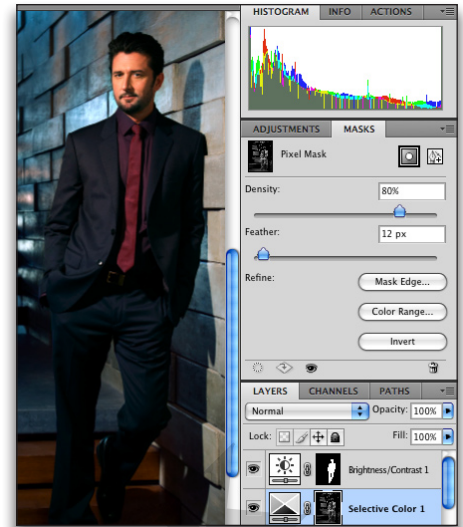 HISTOGRAM INFO ACTIONS
ADJUSTMENTS MASKS
Pixel Mask
Density: 80%
Feather: 12 px
Refine: Mask Edge...
Color Range...
Invert
LAYERS CHANNELS PATHS
Normal Opacity: 100%
Lock: Fill: 100%
Brightness/Contrast 1
Selective Color 1